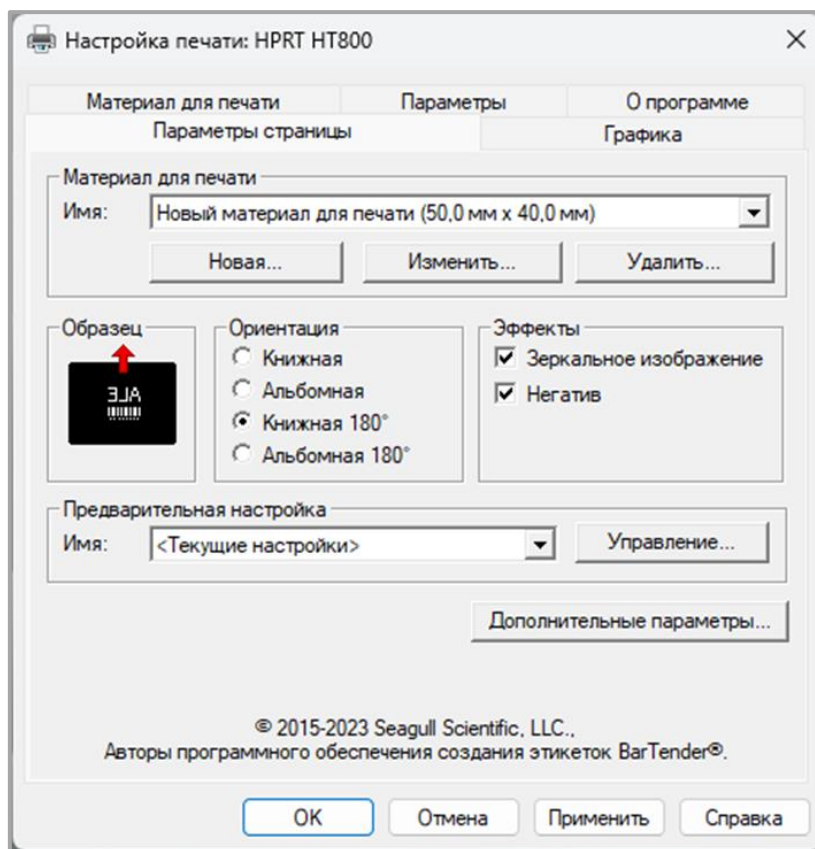 Настройка печати: HPRT HT800
Материал для печати
Параметры
О программе
Параметры страницы
Графика
Материал для печати
Имя:
Новый материал для печати (50,0 мм x 40,0 мм)
Новая...
Изменить...
Удалить...
Образец
ALE
Ориентация
Книжная
Альбомная
Книжная 180°
Альбомная 180°
Эффекты
Зеркальное изображение
Негатив
Предварительная настройка
Имя:
<Текущие настройки>
Управление...
Дополнительные параметры...
© 2015-2023 Seagull Scientific, LLC.,
Авторы программного обеспечения создания этикеток BarTender®.
OK
Отмена
Применить
Справка